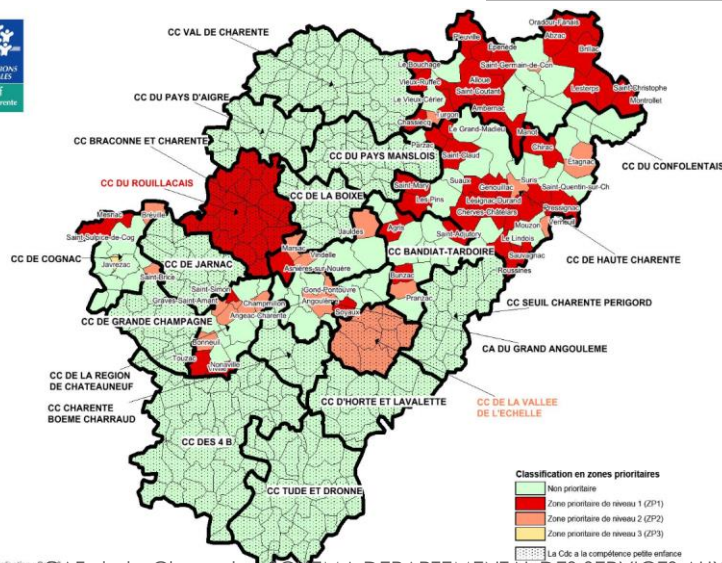 IONS
ALES
f
rente
CC VAL DE CHARENTE
CC DU PAYS D'AIGRE
CC BRACONNE ET CHARENTE
CC DU ROUILLACAIS
CC DU PAYS MANSLOIS
CC DE LA BOIXE
CC DU CONFOLENTAIS
CC DE COGNAC
CC DE JARNAC
CC BANDIAT-TARDOIRE
CC DE HAUTE CHARENTE
CC SEUIL CHARENTE PERIGORD
CC DE GRANDE CHAMPAGNE
CA DU GRAND ANGOULEME
CC DE LA REGION
DE CHATEAUNEUF
CC CHARENTE
BOEME CHARRAUD
CC D'HORTE ET LAVALETTE
CC DE LA VALLEE
DE L'ECHELLE
CC DES 4 B
CC TUDE ET DRONNE
Pleuville
Oradour-Fanais
Abzac
Epenède
Brillac
Le Bouchage
Saint-Germain-de-Con
Vieux-Ruffec
Alloue
Saint-Coutant
Lesterps
Saint-Christophe
Montrollet
Le Vieux-Cérier
Ambernac
Turgon
Chassiecq
Le Grand-Madieu
Manot
Parzac
Chirac
Saint-Claud
Etagnac
Saint-Mary
Suaux
Suris
Genouillac
Saint-Quentin-sur-Ch
Les Pins
Lésignac-Durand
Pressignac
Cherves-Châtelars
Verneuil
Mouzon
Mesnac
Bréville
Saint-Sulpice-de-Cog
Jauldes
Agris
Saint-Adjutory
Le Lindois
Sauvagnac
Roussines
Marsac
Vindelle
Javrezac
Asnières-sur-Nouère
Bunzac
Saint-Brice
Saint-Simon
Gond-Pontouvre
Pranzac
Graves-Saint-Amant
Champmillon
Angoulême
Angeac-Charente
Soyaux
Bonneuil
Touzac
Nonaville
Classification en zones prioritaires
Non prioritaire
Zone prioritaire de niveau 1 (ZP1)
Zone prioritaire de niveau 2 (ZP2)
Zone prioritaire de niveau 3 (ZP3)
La Cdc a la compétence petite enfance